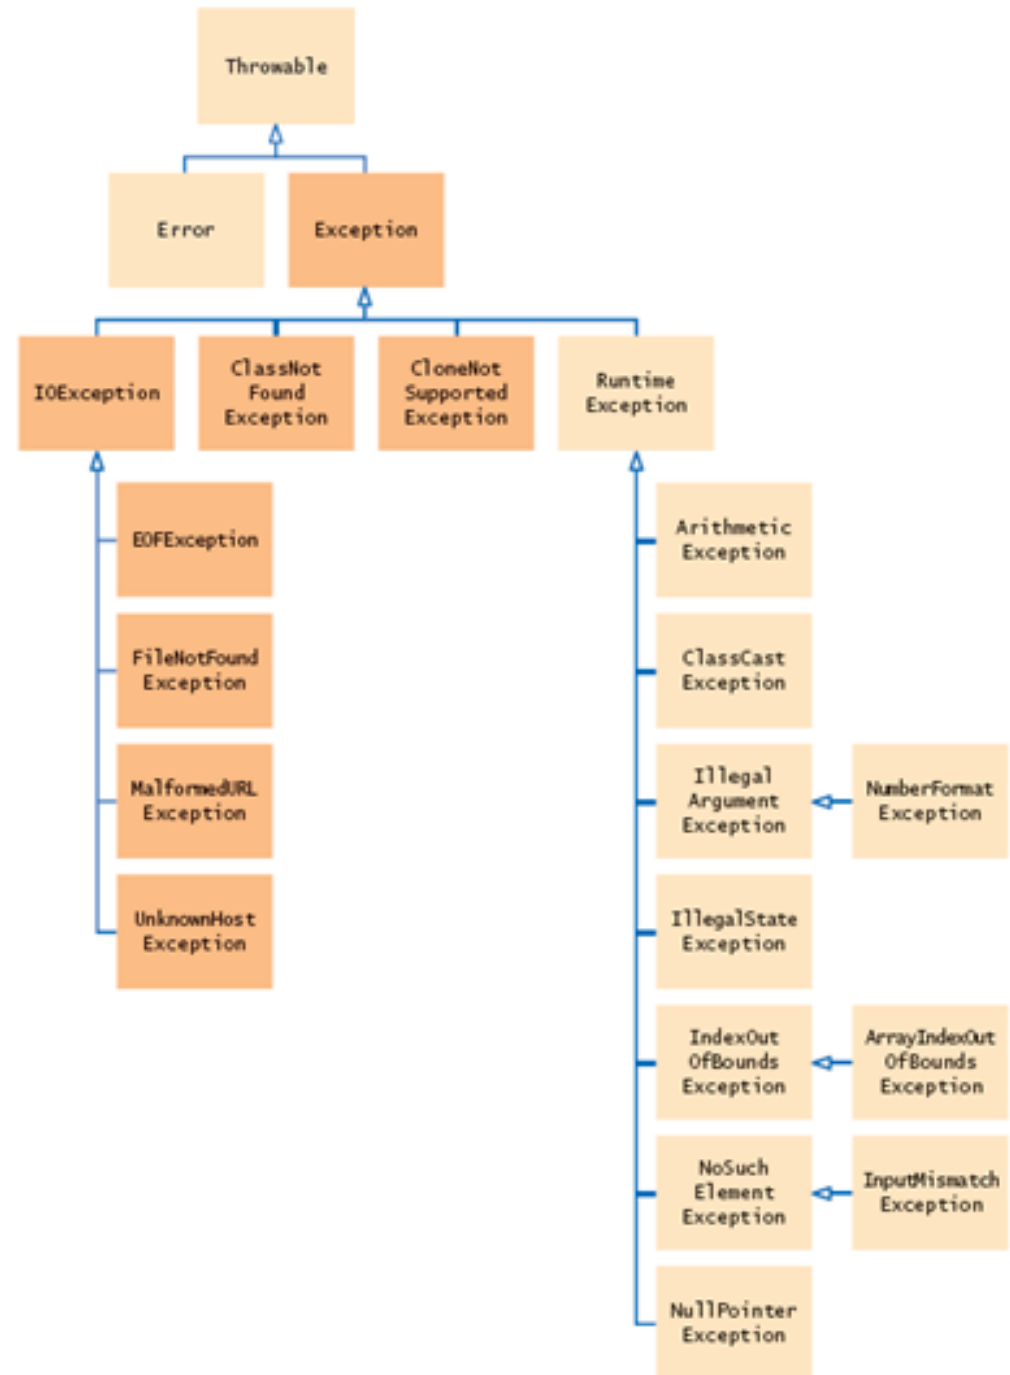 Throwable
Error
Exception
IOException
ClassNot
Found
Exception
CloneNot
Supported
Exception
Runtime
Exception
EOFException
FileNotFound
Exception
MalformedURL
Exception
UnknownHost
Exception
Arithmetic
Exception
ClassCast
Exception
Illegal
Argument
Exception
NumberFormat
Exception
IllegalState
Exception
IndexOut
OfBounds
Exception
ArrayIndexOut
OfBounds
Exception
NoSuch
Element
Exception
InputMismatch
Exception
NullPointer
Exception